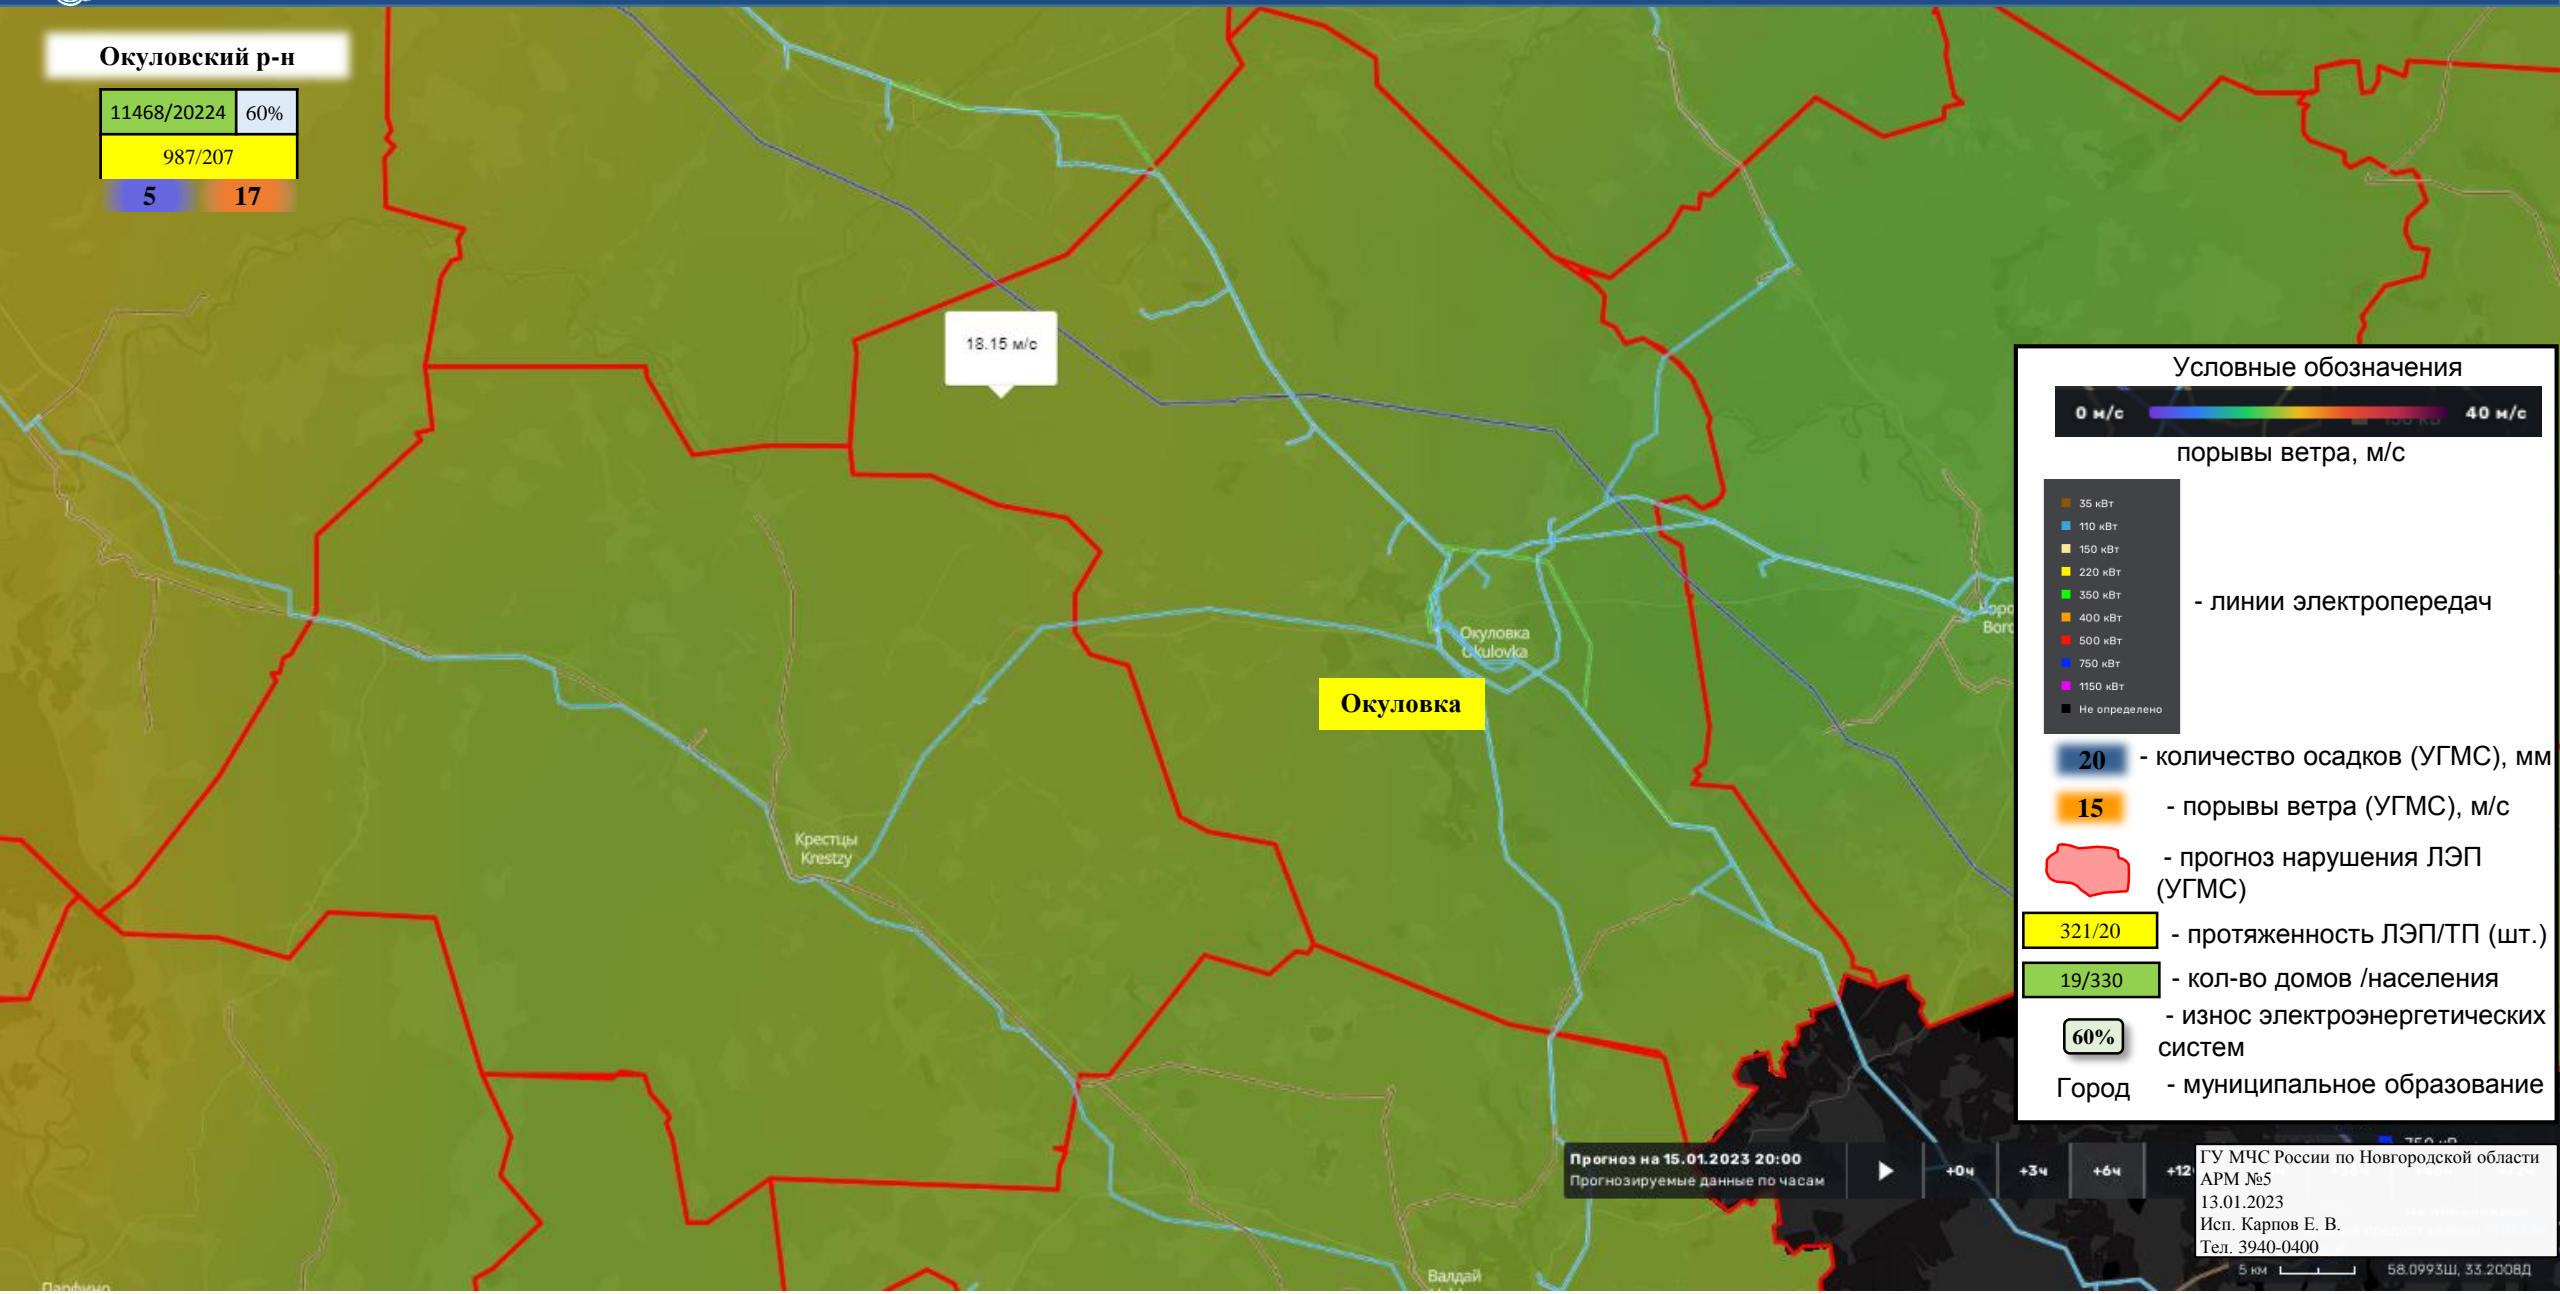 Окуловский р-н
11468/20224 60%
987/207
5 17
18.15 м/с
Окуловка
Okulovka
Окуловка
Крестцы
Krestzy
Валдай
Условные обозначения
0 м/с 40 м/с
порывы ветра, м/с
35 кВт
110 кВт
150 кВт
220 кВт
350 кВт
400 кВт
500 кВт
750 кВт
1150 кВт
Не определено
- линии электропередач
20 - количество осадков (УГМС), мм
15 - порывы ветра (УГМС), м/с
- прогноз нарушения ЛЭП
(УГМС)
321/20 - протяженность ЛЭП/ТП (шт.)
19/330 - кол-во домов /населения
60% - износ электроэнергетических
систем
Город - муниципальное образование
Прогноз на 15.01.2023 20:00
Прогнозируемые данные по часам
+0ч +3ч +6ч +12
ГУ МЧС России по Новгородской области
АРМ №5
13.01.2023
Исп. Карпов Е. В.
Тел. 3940-0400
5 км 58.0993Ш, 33.2008Д